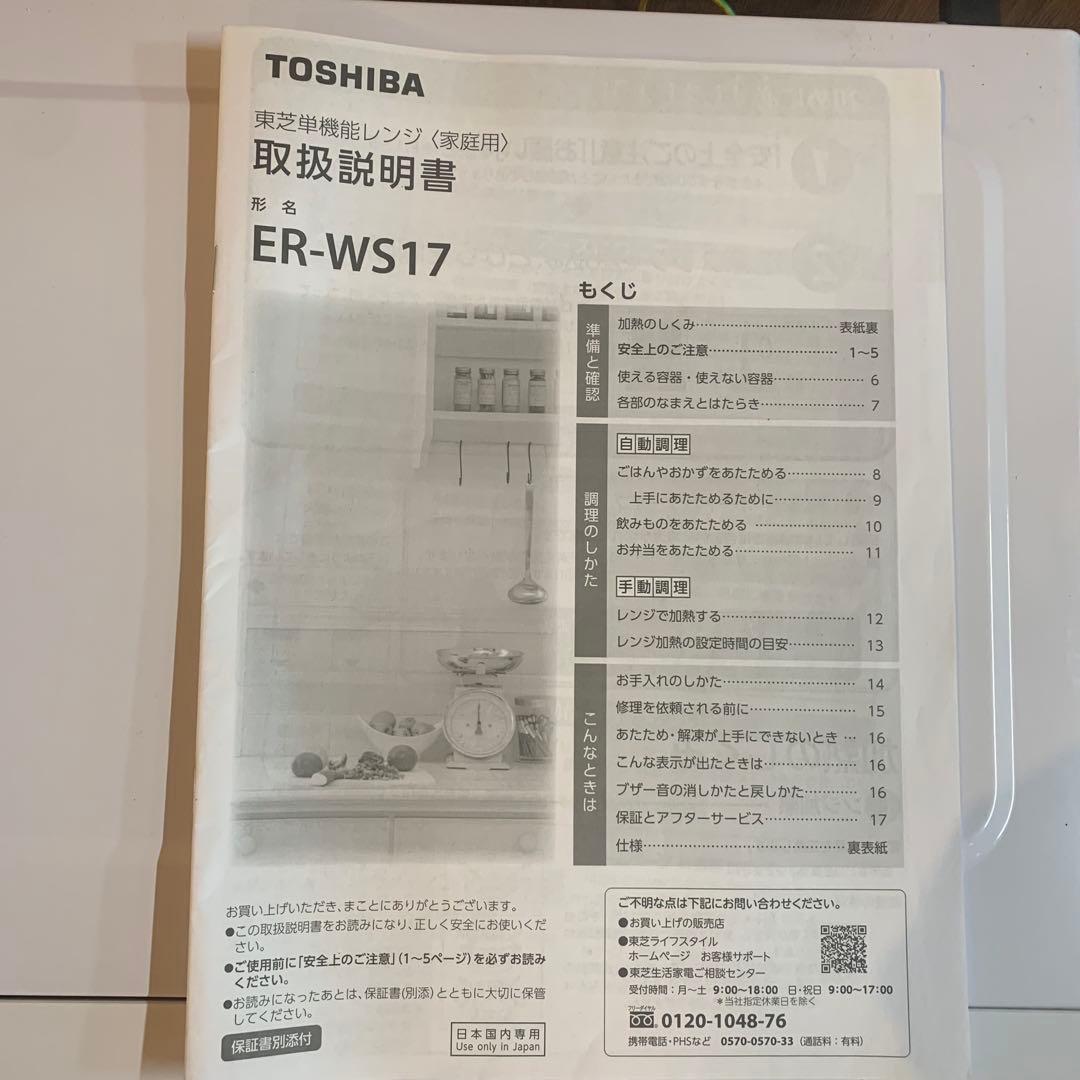 TOSHIBA
東芝単機能レンジ〈家庭用〉
取扱説明書
形 名
ER-WS17
もくじ
準備と確認
加熱のしくみ……………………………表紙裏
安全上のご注意………………………… 1〜5
使える容器・使えない容器………………… 6
各部のなまえとはたらき…………………… 7
調理のしかた
自動調理
ごはんやおかずをあたためる……………… 8
上手にあたためるために………………… 9
飲みものをあたためる …………………… 10
お弁当をあたためる……………………… 11
手動調理
レンジで加熱する………………………… 12
レンジ加熱の設定時間の目安…………… 13
こんなときは
お手入れのしかた………………………… 14
修理を依頼される前に…………………… 15
あたため・解凍が上手にできないとき … 16
こんな表示が出たときは………………… 16
ブザー音の消しかたと戻しかた………… 16
保証とアフターサービス………………… 17
仕様…………………………………………裏表紙
お買い上げいただき、まことにありがとうございます。
●この取扱説明書をお読みになり、正しく安全にお使いくだ
さい。
●ご使用前に「安全上のご注意」(1〜5ページ)を必ずお読み
ください。
●お読みになったあとは、保証書(別添)とともに大切に保管
してください。
保証書別添付
日本国内専用
Use only in Japan
ご不明な点は下記にお問い合わせください。
●お買い上げの販売店
●東芝ライフスタイル
ホームページ お客様サポート
●東芝生活家電ご相談センター
受付時間：月〜土 9:00〜18:00 日・祝日 9:00〜17:00
＊当社指定休業日を除く
フリーダイヤル
0120-1048-76
携帯電話・PHSなど 0570-0570-33（通話料：有料）